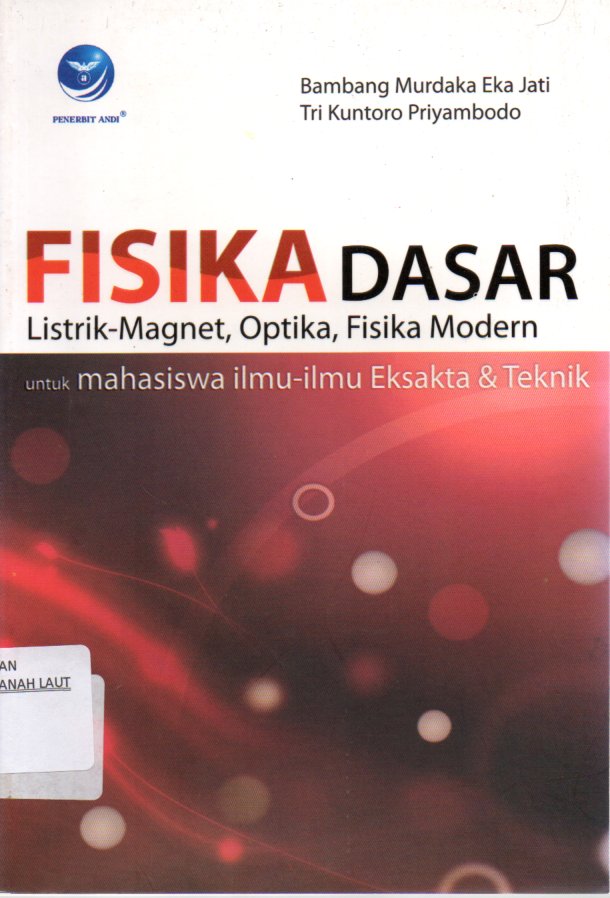 Bambang Murdaka Eka Jati
Tri Kuntoro Priyambodo
PENERBIT ANDI®
FISIKA DASAR
Listrik-Magnet, Optika, Fisika Modern
untuk mahasiswa ilmu-ilmu Eksakta & Teknik
AN
ANAH LAUT